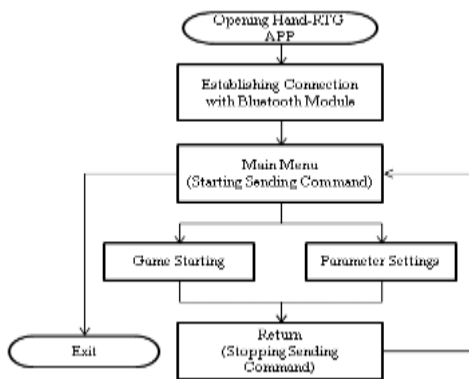 Opening Hand-RTG
APP
Establishing Connection
with Bluetooth Module
Main Menu
(Starting Sending Command)
Game Starting
Parameter Settings
Return
(Stopping Sending
Command)
Exit